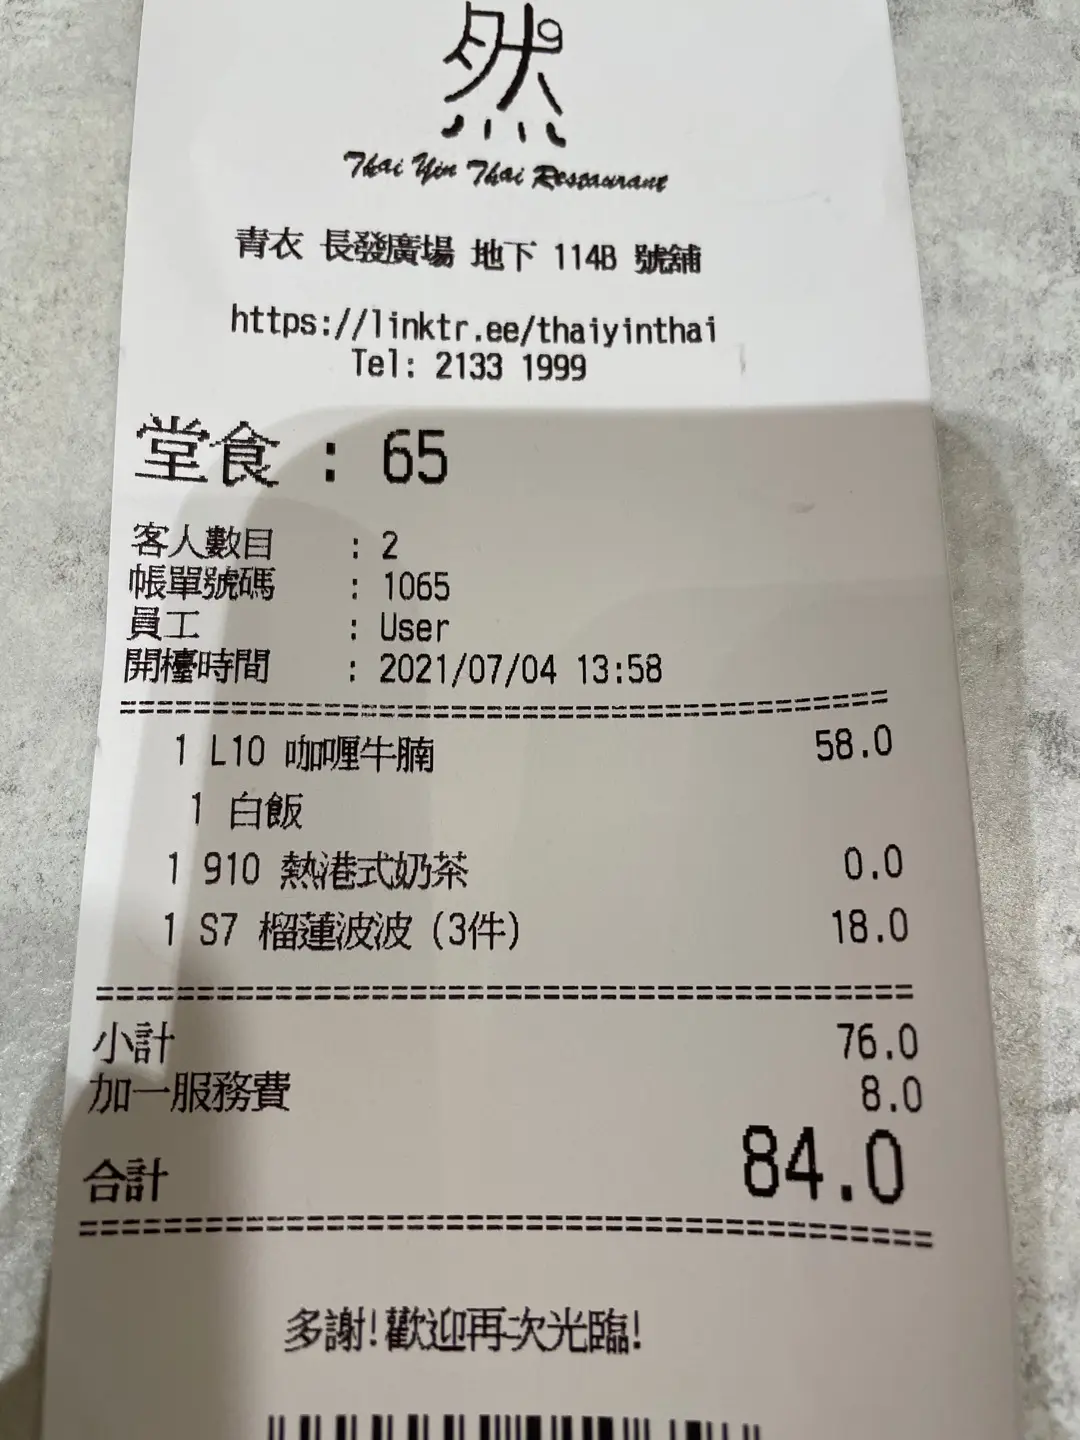 然
Thai Yin Thai Restaurant
青衣 長發廣場 地下 114B 號舖
https://linktr.ee/thaiyinthai
Tel: 2133 1999
堂食 : 65
客人數目 : 2
帳單號碼 : 1065
員工 : User
開檯時間 : 2021/07/04 13:58
1 L10 咖喱牛腩 58.0
1 白飯
1 910 熱港式奶茶 0.0
1 S7 榴蓮波波 (3件) 18.0
小計 76.0
加一服務費 8.0
合計 84.0
多謝!歡迎再次光臨!